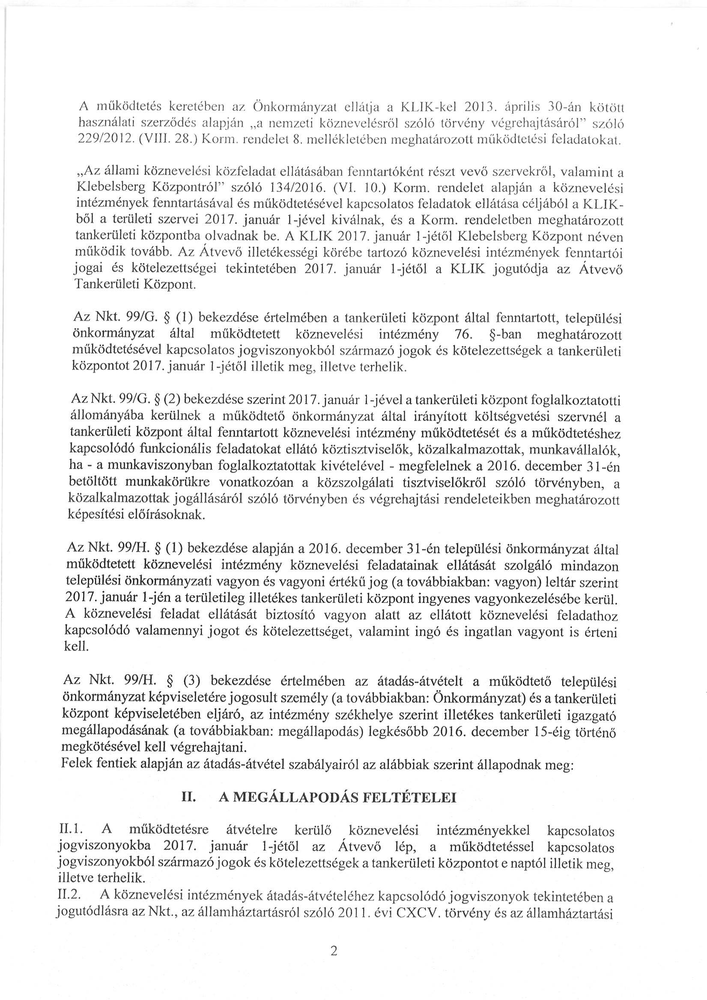 A működtetés keretében az Önkormányzat ellátja a KLIK-kel 2013. április 30-án kötött
használati szerződés alapján „a nemzeti köznevelésről szóló törvény végrehajtásáról” szóló
229/2012. (VIII. 28.) Korm. rendelet 8. mellékletében meghatározott működtetési feladatokat.
„Az állami köznevelési közfeladat ellátásában fenntartóként részt vevő szervekről, valamint a
Klebelsberg Központról” szóló 134/2016. (VI. 10.) Korm. rendelet alapján a köznevelési
intézmények fenntartásával és működtetésével kapcsolatos feladatok ellátása céljából a KLIK-
ből a területi szervei 2017. január 1-jével kiválnak, és a Korm. rendeletben meghatározott
tankerületi központba olvadnak be. A KLIK 2017. január 1-jétől Klebelsberg Központ néven
működik tovább. Az Átvevő illetékességi körébe tartozó köznevelési intézmények fenntartói
jogai és kötelezettségei tekintetében 2017. január 1-jétől a KLIK jogutódja az Átvevő
Tankerületi Központ.
Az Nkt. 99/G. § (1) bekezdése értelmében a tankerületi központ által fenntartott, települési
önkormányzat által működtetett köznevelési intézmény 76. §-ban meghatározott
működtetésével kapcsolatos jogviszonyokból származó jogok és kötelezettségek a tankerületi
központot 2017. január 1-jétől illetik meg, illetve terhelik.
Az Nkt. 99/G. § (2) bekezdése szerint 2017. január 1-jével a tankerületi központ foglalkoztatotti
állományába kerülnek a működtető önkormányzat által irányított költségvetési szervnél a
tankerületi központ által fenntartott köznevelési intézmény működtetését és a működtetéshez
kapcsolódó funkcionális feladatokat ellátó köztisztviselők, közalkalmazottak, munkavállalók,
ha - a munkaviszonyban foglalkoztatottak kivételével - megfelelnek a 2016. december 31-én
betöltött munkakörükre vonatkozóan a közszolgálati tisztviselőkről szóló törvényben, a
közalkalmazottak jogállásáról szóló törvényben és végrehajtási rendeleteikben meghatározott
képesítési előírásoknak.
Az Nkt. 99/H. § (1) bekezdése alapján a 2016. december 31-én települési önkormányzat által
működtetett köznevelési intézmény köznevelési feladatainak ellátását szolgáló mindazon
települési önkormányzati vagyon és vagyoni értékű jog (a továbbiakban: vagyon) leltár szerint
2017. január 1-jén a területileg illetékes tankerületi központ ingyenes vagyonkezelésébe kerül.
A köznevelési feladat ellátását biztosító vagyon alatt az ellátott köznevelési feladathoz
kapcsolódó valamennyi jogot és kötelezettséget, valamint ingó és ingatlan vagyont is érteni
kell.
Az Nkt. 99/H. § (3) bekezdése értelmében az átadás-átvételt a működtető települési
önkormányzat képviseletére jogosult személy (a továbbiakban: Önkormányzat) és a tankerületi
központ képviseletében eljáró, az intézmény székhelye szerint illetékes tankerületi igazgató
megállapodásának (a továbbiakban: megállapodás) legkésőbb 2016. december 15-éig történő
megkötésével kell végrehajtani.
Felek fentiek alapján az átadás-átvétel szabályairól az alábbiak szerint állapodnak meg:
II. A MEGÁLLAPODÁS FELTÉTELEI
II.1. A működtetésre átvételre kerülő köznevelési intézményekkel kapcsolatos
jogviszonyokba 2017. január 1-jétől az Átvevő lép, a működtetéssel kapcsolatos
jogviszonyokból származó jogok és kötelezettségek a tankerületi központot e naptól illetik meg,
illetve terhelik.
II.2. A köznevelési intézmények átadás-átvételéhez kapcsolódó jogviszonyok tekintetében a
jogutódlásra az Nkt., az államháztartásról szóló 2011. évi CXCV. törvény és az államháztartási
2